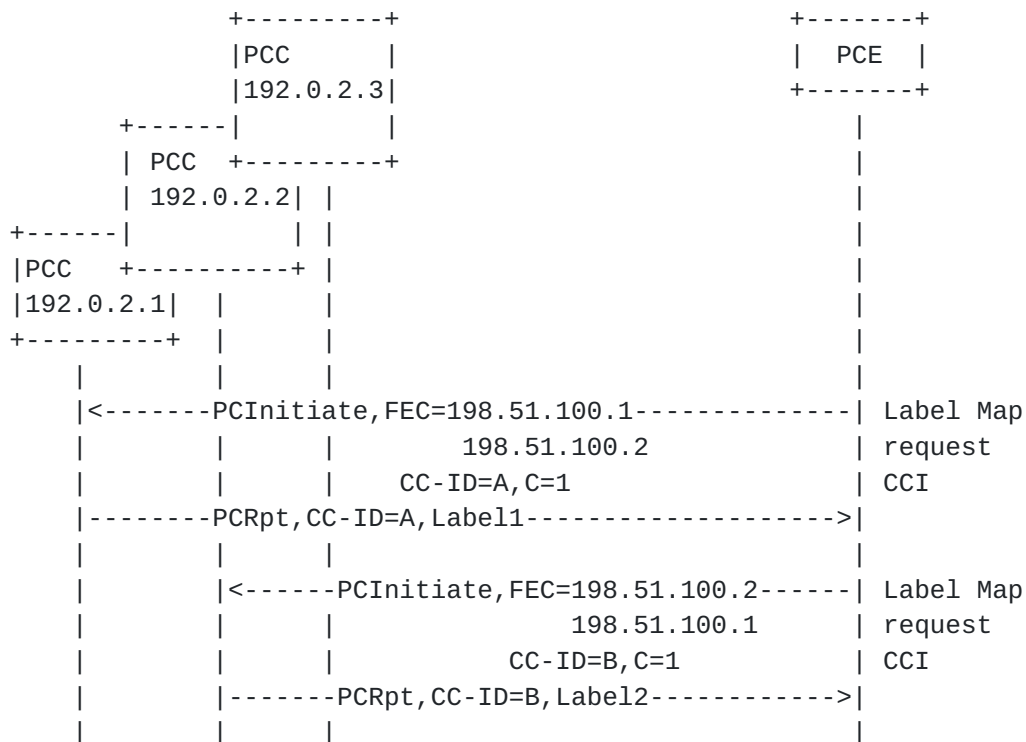 +---------+                         +-------+
                |PCC      |                         |  PCE  |
                |192.0.2.3|                         +-------+
         +------|         |                             |
         | PCC  +---------+                             |
         | 192.0.2.2| |                                 |
  +------|          | |                                 |
  |PCC   +----------+ |                                 |
  |192.0.2.1|  |      |                                 |
  +---------+  |      |                                 |
      |        |      |                                 |
      |<-------PCInitiate,FEC=198.51.100.1--------------| Label Map
      |        |      |        198.51.100.2             | request
      |        |      |    CC-ID=A,C=1                  | CCI
      |--------PCRpt,CC-ID=A,Label1-------------------->|
      |        |      |                                 |
      |        |<------PCInitiate,FEC=198.51.100.2------| Label Map
      |        |      |               198.51.100.1      | request
      |        |      |           CC-ID=B,C=1           | CCI
      |        |-------PCRpt,CC-ID=B,Label2------------>|
      |        |      |                                 |